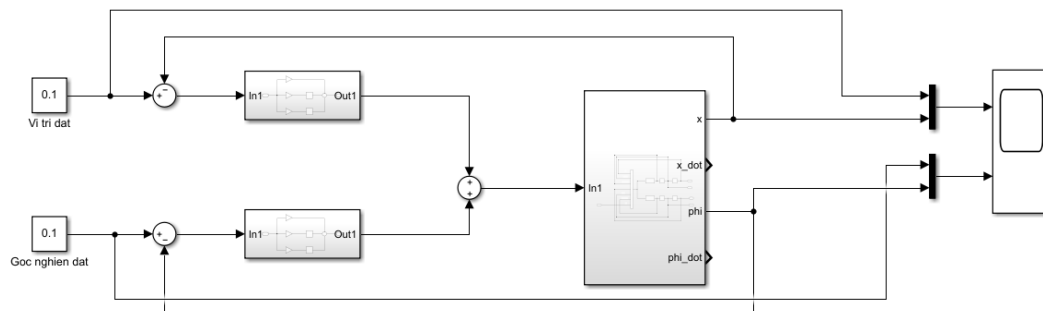 0.1
Vi tri dat
In1
Out1
+
−
+
+
In1
x
x_dot
phi
phi_dot
0.1
Goc nghien dat
+
−
In1
Out1